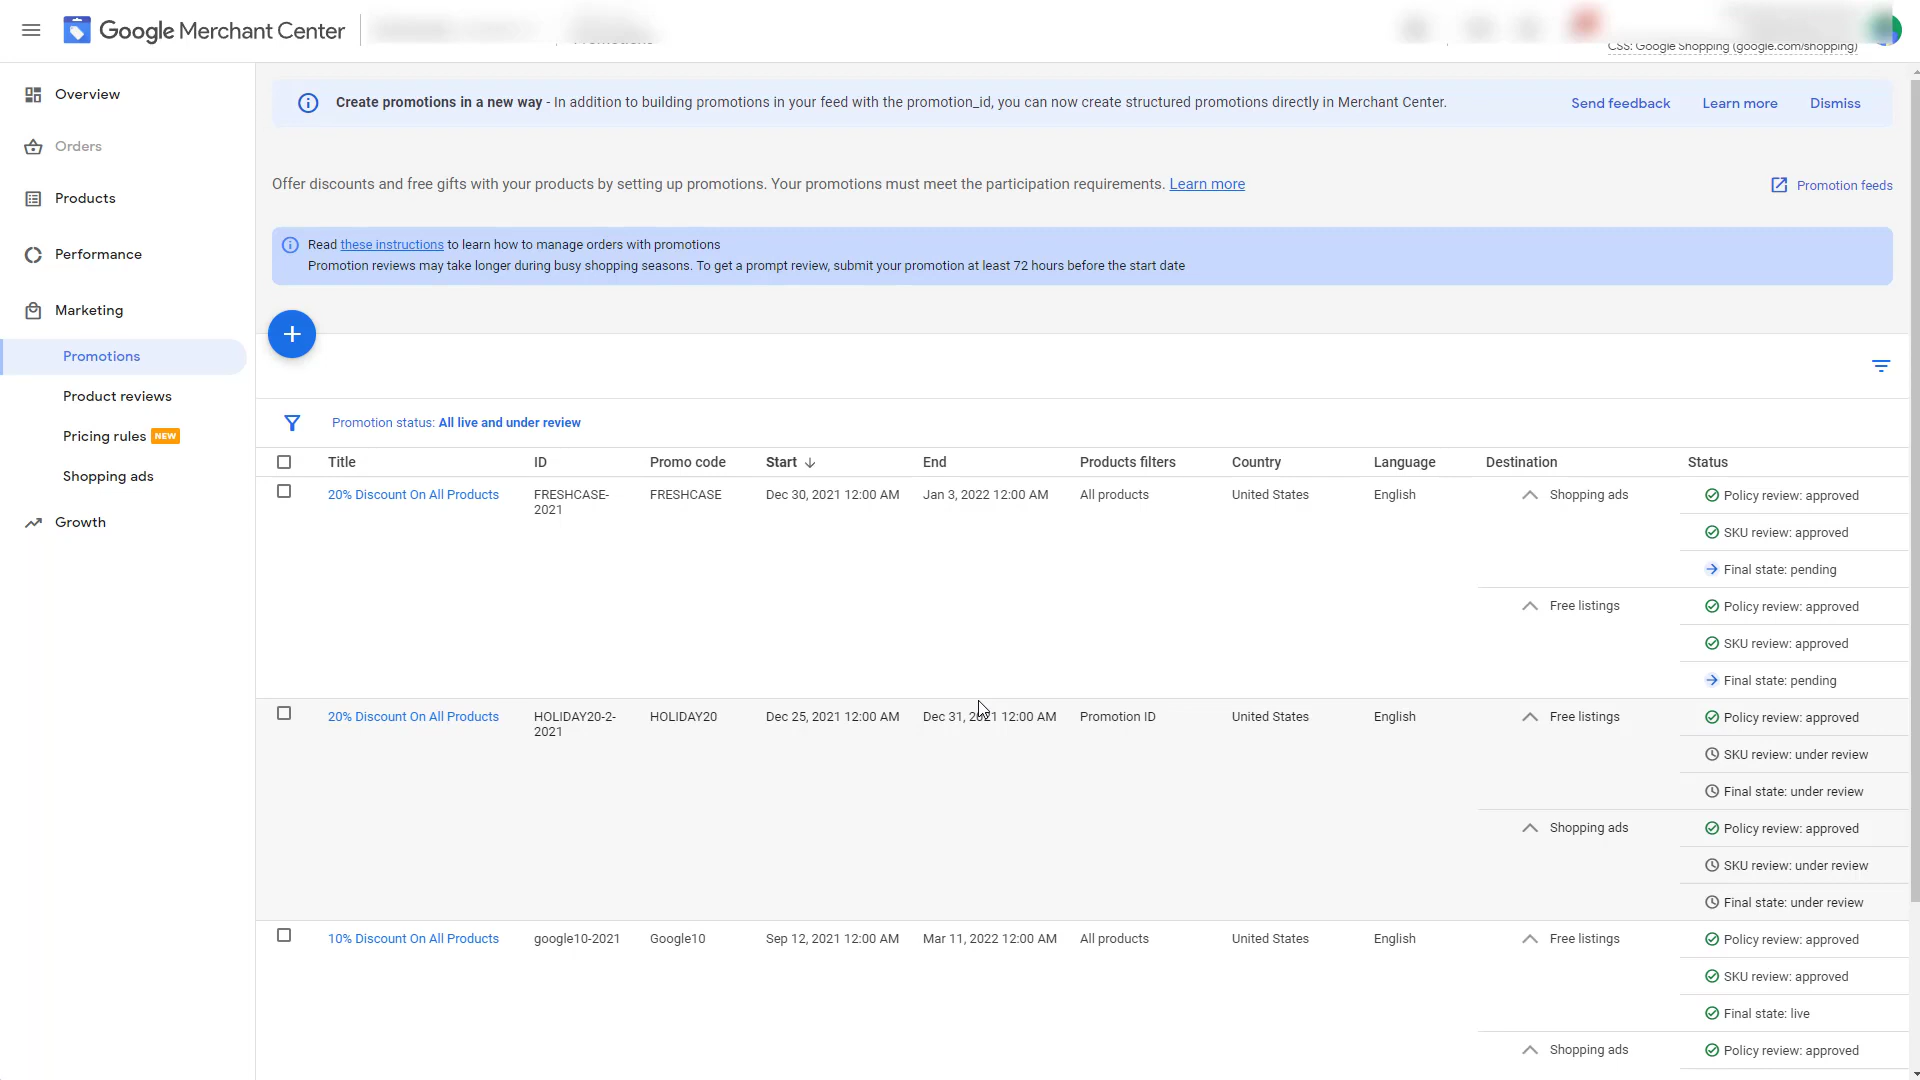 Google Merchant Center
CSS: Google Shopping (google.com/shopping)
Overview
Orders
Products
Performance
Marketing
Promotions
Product reviews
Pricing rules NEW
Shopping ads
Growth
Create promotions in a new way - In addition to building promotions in your feed with the promotion_id, you can now create structured promotions directly in Merchant Center.
Send feedback Learn more Dismiss
Offer discounts and free gifts with your products by setting up promotions. Your promotions must meet the participation requirements. Learn more
Promotion feeds
Read these instructions to learn how to manage orders with promotions
Promotion reviews may take longer during busy shopping seasons. To get a prompt review, submit your promotion at least 72 hours before the start date
Promotion status: All live and under review
Title ID Promo code Start End Products filters Country Language Destination Status
20% Discount On All Products FRESHCASE- FRESHCASE Dec 30, 2021 12:00 AM Jan 3, 2022 12:00 AM All products United States English Shopping ads Policy review: approved
2021
SKU review: approved
Final state: pending
Free listings Policy review: approved
SKU review: approved
Final state: pending
20% Discount On All Products HOLIDAY20-2- HOLIDAY20 Dec 25, 2021 12:00 AM Dec 31, 2021 12:00 AM Promotion ID United States English Free listings Policy review: approved
2021
SKU review: under review
Final state: under review
Shopping ads Policy review: approved
SKU review: under review
Final state: under review
10% Discount On All Products google10-2021 Google10 Sep 12, 2021 12:00 AM Mar 11, 2022 12:00 AM All products United States English Free listings Policy review: approved
SKU review: approved
Final state: live
Shopping ads Policy review: approved